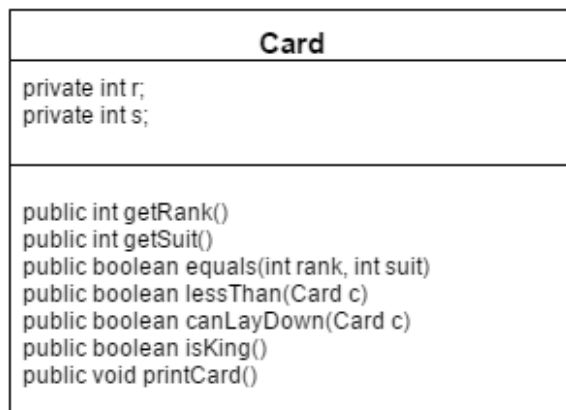 Card
private int r;
private int s;
public int getRank()
public int getSuit()
public boolean equals(int rank, int suit)
public boolean lessThan(Card c)
public boolean canLayDown(Card c)
public boolean isKing()
public void printCard()